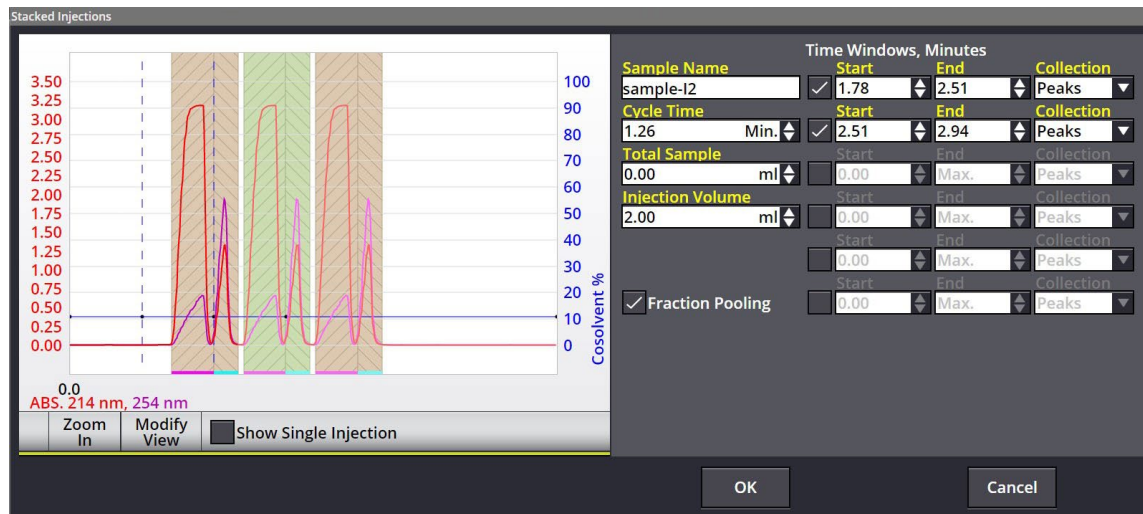 Stacked Injections
3.50
3.25
3.00
2.75
2.50
2.25
2.00
1.75
1.50
1.25
1.00
0.75
0.50
0.25
0.00
0.0
100
90
80
70
60
50
40
30
20
10
0
Cosolvent %
ABS. 214 nm, 254 nm
Zoom In
Modify View
Show Single Injection
Time Windows, Minutes
Sample Name Start End Collection
sample-I2 1.78 2.51 Peaks
Cycle Time Start End Collection
1.26 Min. 2.51 2.94 Peaks
Total Sample Start End Collection
0.00 ml 0.00 Max. Peaks
Injection Volume Start End Collection
2.00 ml 0.00 Max. Peaks
Start End Collection
0.00 Max. Peaks
Start End Collection
Fraction Pooling 0.00 Max. Peaks
OK
Cancel